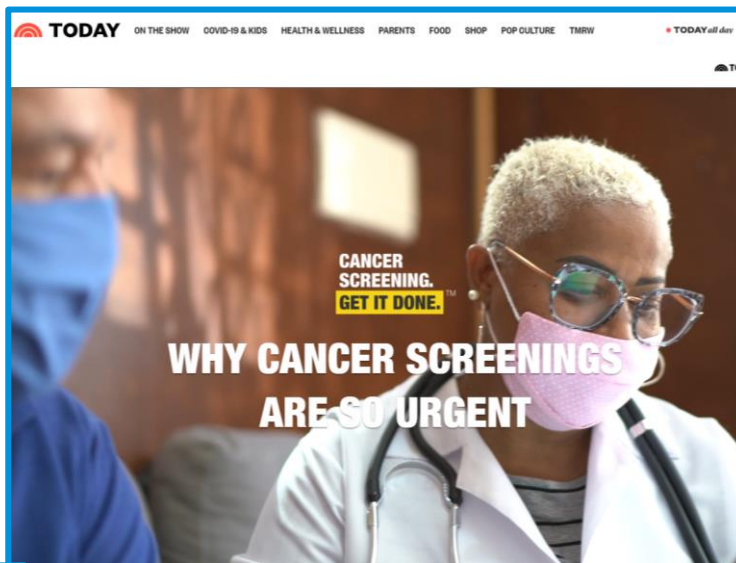 TODAY ON THE SHOW COVID-19 & KIDS HEALTH & WELLNESS PARENTS FOOD SHOP POP CULTURE TMRW TODAY all day
CANCER
SCREENING.
GET IT DONE.™
WHY CANCER SCREENINGS
ARE SO URGENT